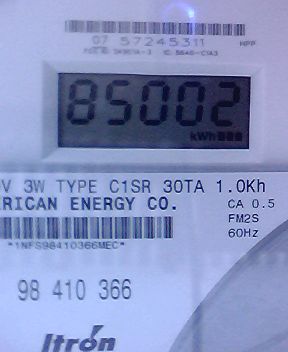 07 57245311 MPP
85002
kWh
V 3W TYPE C1SR 30TA 1.0Kh
RICAN ENERGY CO. CA 0.5
FM2S
*1NFS98410366MEC* 60Hz
98 410 366
Itron